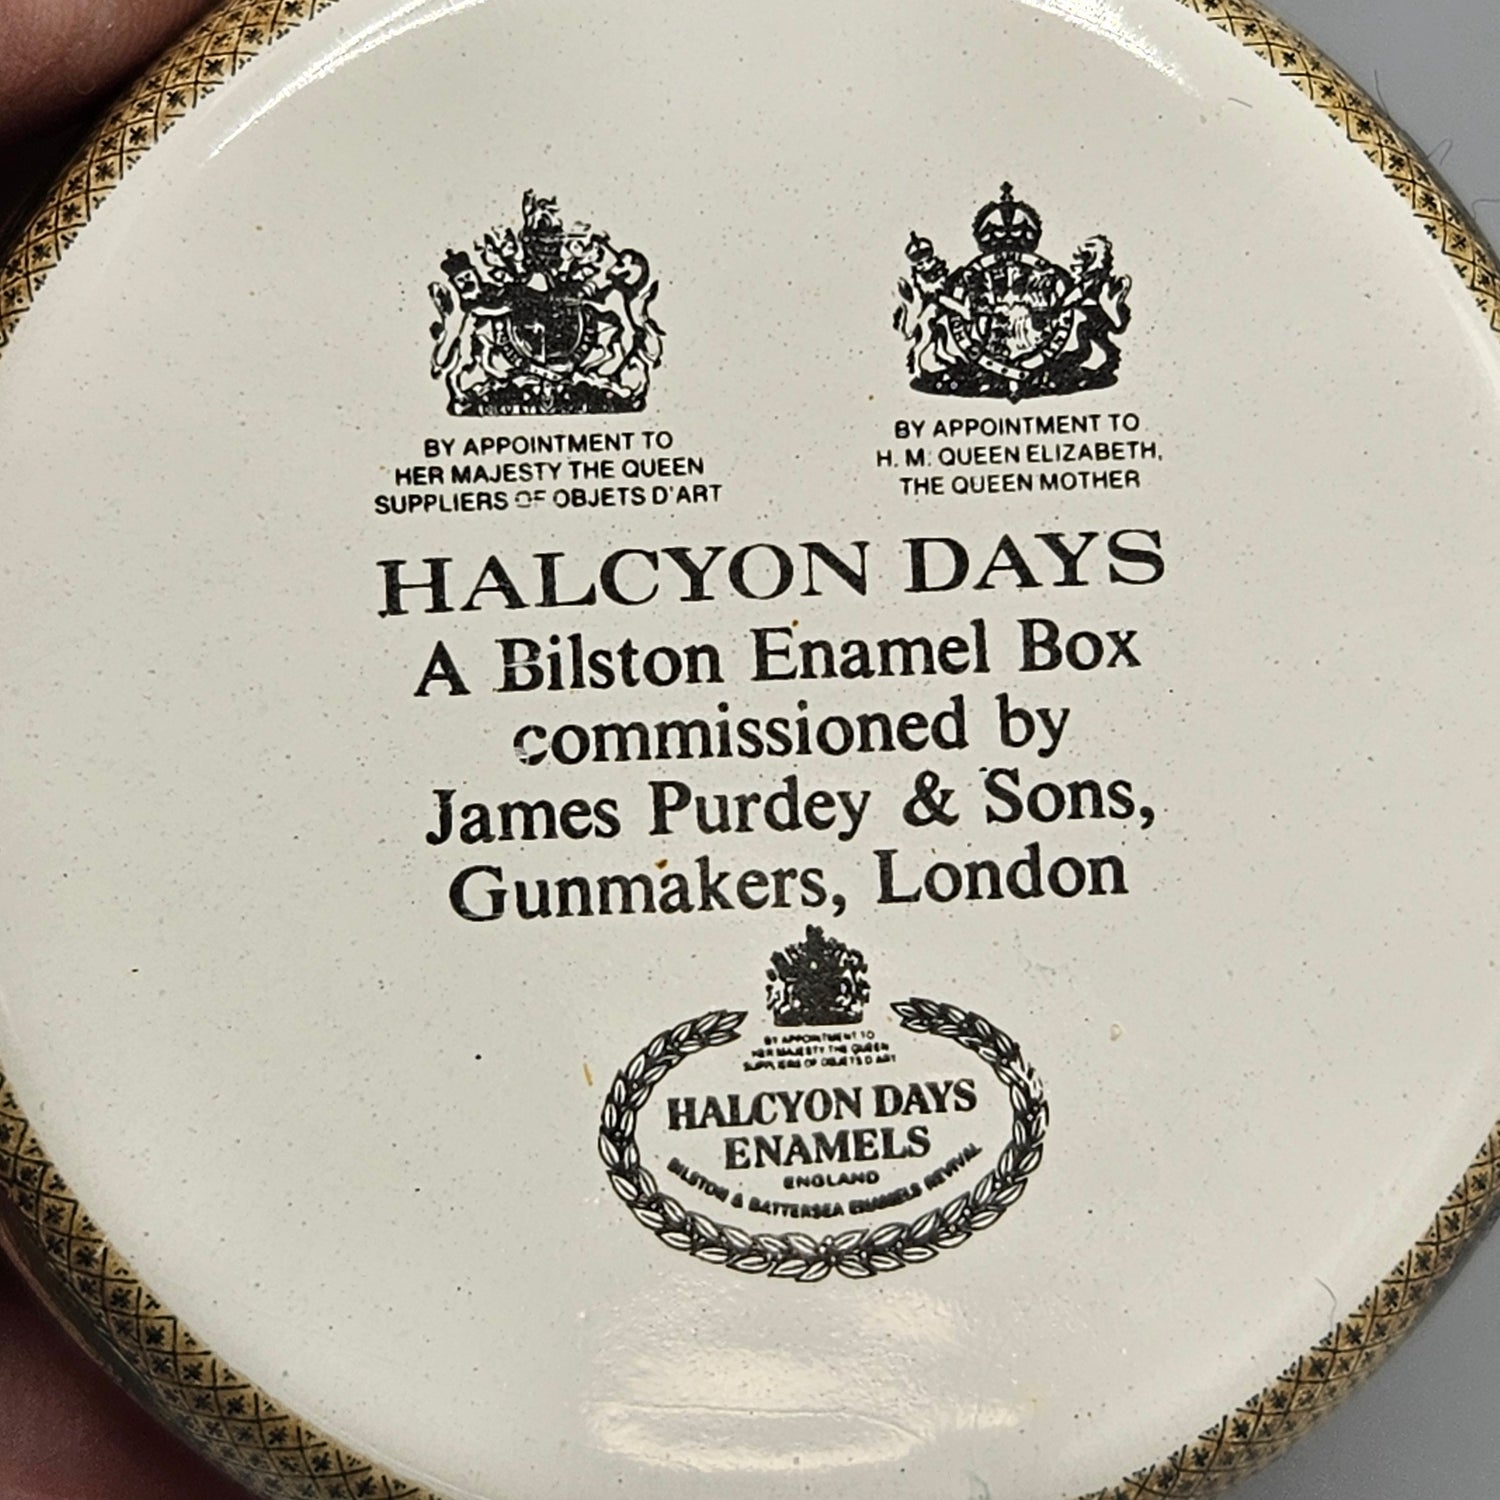 BY APPOINTMENT TO
HER MAJESTY THE QUEEN
SUPPLIERS OF OBJETS D'ART
BY APPOINTMENT TO
H. M. QUEEN ELIZABETH,
THE QUEEN MOTHER
HALCYON DAYS
A Bilston Enamel Box
commissioned by
James Purdey & Sons,
Gunmakers, London
BY APPOINTMENT TO
HER MAJESTY THE QUEEN
SUPPLIERS OF OBJETS D'ART
HALCYON DAYS
ENAMELS
ENGLAND
BILSTON & BATTERSEA ENAMELS REVIVAL